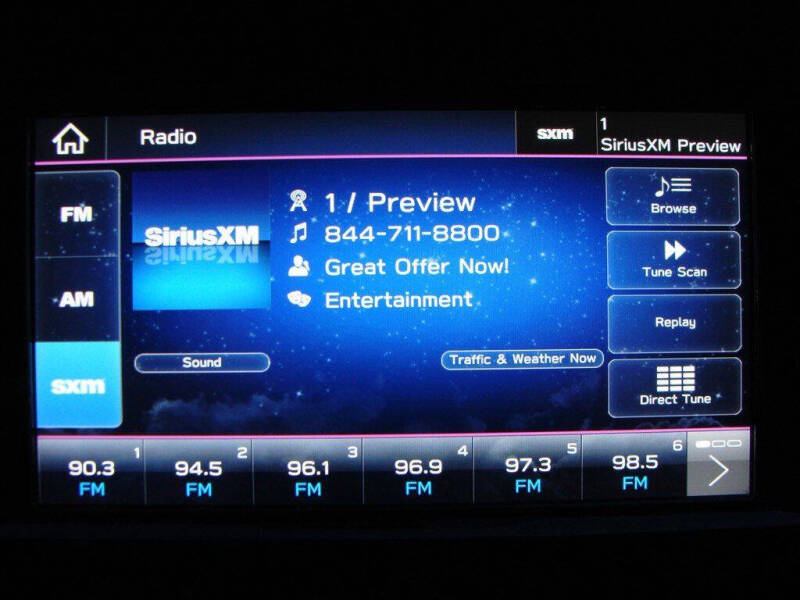 Radio
sxm
1
SiriusXM Preview
FM
AM
sxm
SiriusXM
1 / Preview
844-711-8800
Great Offer Now!
Entertainment
Sound
Traffic & Weather Now
Browse
Tune Scan
Replay
Direct Tune
1
90.3
FM
2
94.5
FM
3
96.1
FM
4
96.9
FM
5
97.3
FM
6
98.5
FM